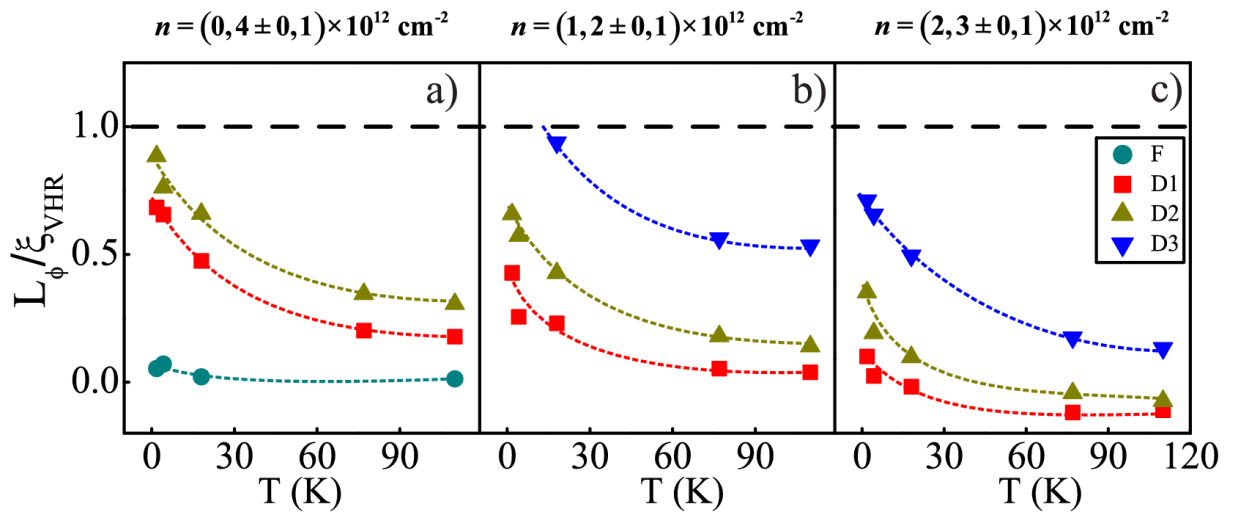 n = (0,4 ± 0,1)×10¹² cm⁻² n = (1,2 ± 0,1)×10¹² cm⁻² n = (2,3 ± 0,1)×10¹² cm⁻²
a) b) c)
1.0
0.5
0.0
L_ϕ/ξ_VHR
F
D1
D2
D3
0 30 60 90 0 30 60 90 0 30 60 90 120
T (K) T (K) T (K)